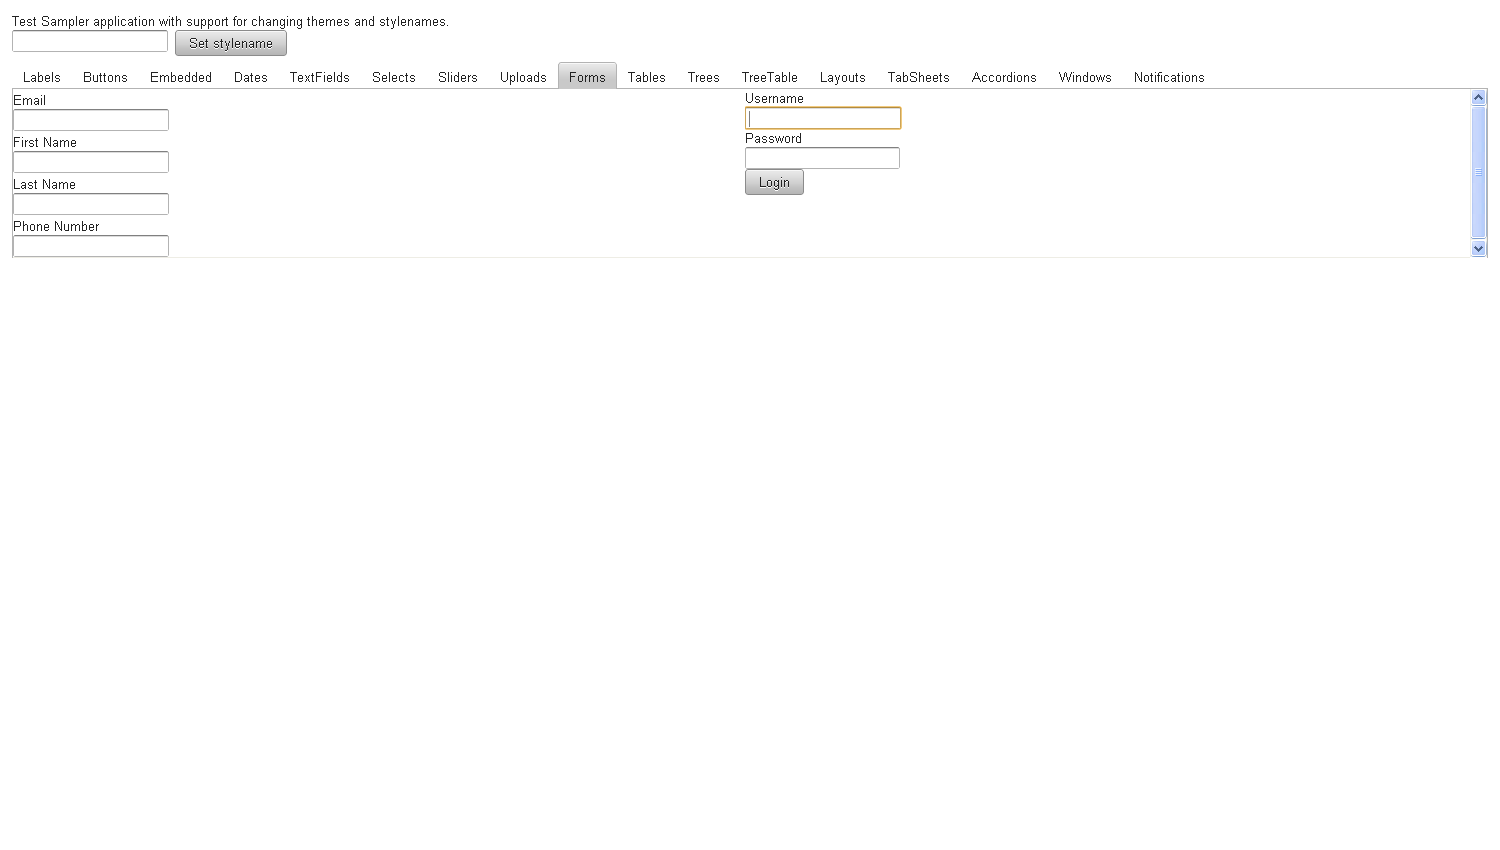 Test Sampler application with support for changing themes and stylenames.
Set stylename
Labels Buttons Embedded Dates TextFields Selects Sliders Uploads Forms Tables Trees TreeTable Layouts TabSheets Accordions Windows Notifications
Email
First Name
Last Name
Phone Number
Username
Password
Login